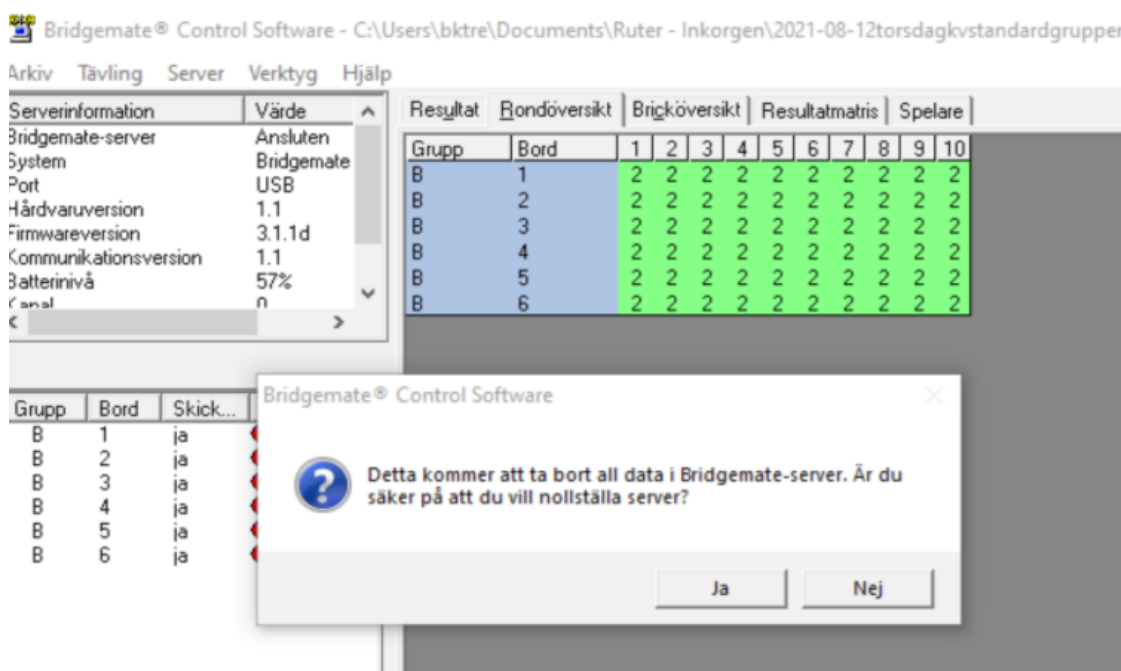 Bridgemate® Control Software - C:\Users\bktre\Documents\Ruter - Inkorgen\2021-08-12torsdagkvstandardgrupper
Arkiv Tävling Server Verktyg Hjälp
Serverinformation Värde
Bridgemate-server Ansluten
System Bridgemate
Port USB
Hårdvaruversion 1.1
Firmwareversion 3.1.1d
Kommunikationsversion 1.1
Batterinivå 57%
Kanal 0
Resultat Rondöversikt Bricköversikt Resultatmatris Spelare
Grupp Bord 1 2 3 4 5 6 7 8 9 10
B 1 2 2 2 2 2 2 2 2 2 2
B 2 2 2 2 2 2 2 2 2 2 2
B 3 2 2 2 2 2 2 2 2 2 2
B 4 2 2 2 2 2 2 2 2 2 2
B 5 2 2 2 2 2 2 2 2 2 2
B 6 2 2 2 2 2 2 2 2 2 2
Grupp Bord Skick...
B 1 ja
B 2 ja
B 3 ja
B 4 ja
B 5 ja
B 6 ja
Bridgemate® Control Software
Detta kommer att ta bort all data i Bridgemate-server. Är du
säker på att du vill nollställa server?
Ja Nej